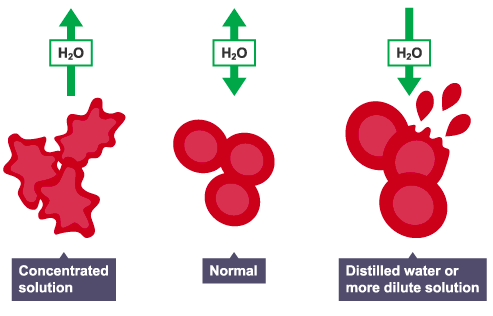 H₂O
H₂O
H₂O
Concentrated
solution
Normal
Distilled water or
more dilute solution